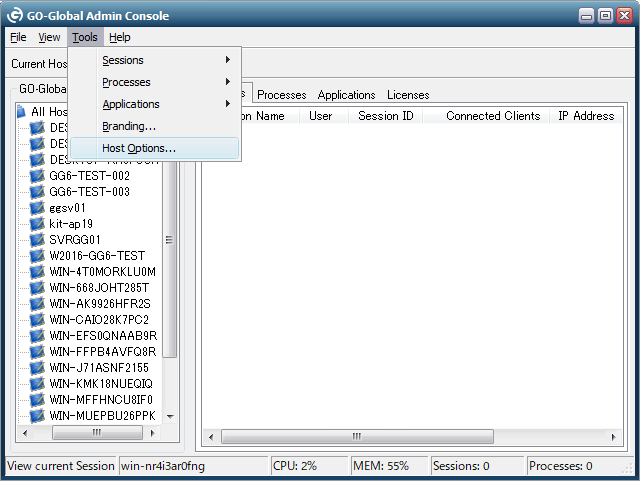 GO-Global Admin Console
File View Tools Help
Current Hos
Sessions
Processes
Applications
Branding...
Host Options...
GO-Global
s Processes Applications Licenses
on Name User Session ID Connected Clients IP Address
All Hos
DES
DES
GG6-TEST-002
GG6-TEST-003
ggsv01
kit-ap19
SVRGG01
W2016-GG6-TEST
WIN-4T0MORKLU0M
WIN-668JOHT285T
WIN-AK9926HFR2S
WIN-CAIO28K7PC2
WIN-EFS0QNAAB9R
WIN-FFPB4AVFQ8R
WIN-J71ASNF2155
WIN-KMK18NUEQIQ
WIN-MFFHNCU8IF0
WIN-MUEPBU26PPK
View current Session win-nr4i3ar0fng CPU: 2% MEM: 55% Sessions: 0 Processes: 0